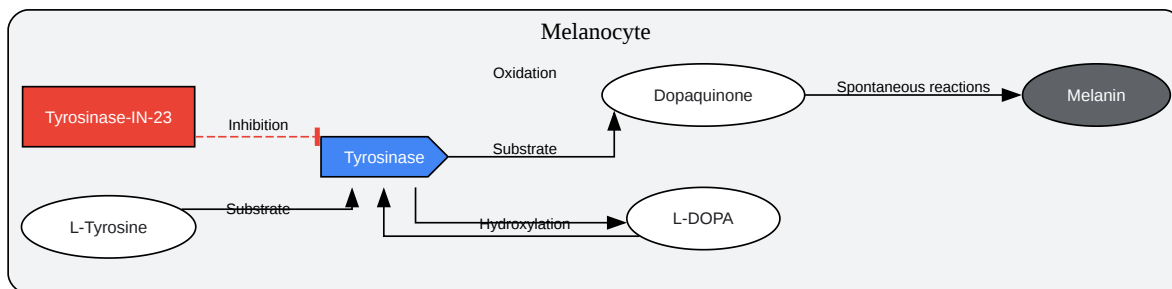 Melanocyte
Oxidation
Dopaquinone
Spontaneous reactions
Melanin
Tyrosinase-IN-23
Inhibition
Tyrosinase
Substrate
L-Tyrosine
Substrate
Hydroxylation
L-DOPA